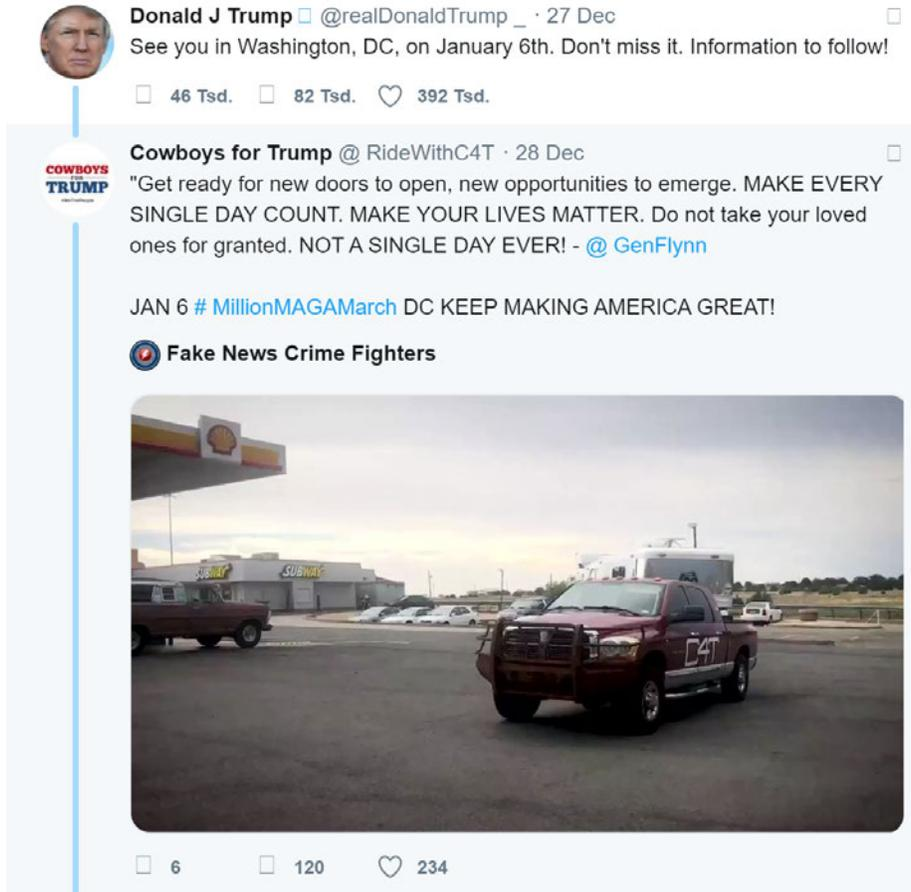 Donald J Trump @realDonaldTrump _ · 27 Dec
See you in Washington, DC, on January 6th. Don't miss it. Information to follow!
46 Tsd. 82 Tsd. 392 Tsd.
COWBOYS
FOR
TRUMP
Cowboys for Trump @ RideWithC4T · 28 Dec
"Get ready for new doors to open, new opportunities to emerge. MAKE EVERY
SINGLE DAY COUNT. MAKE YOUR LIVES MATTER. Do not take your loved
ones for granted. NOT A SINGLE DAY EVER! - @ GenFlynn
JAN 6 # MillionMAGAMarch DC KEEP MAKING AMERICA GREAT!
Fake News Crime Fighters
SUBWAY
SUBWAY
C4T
6 120 234